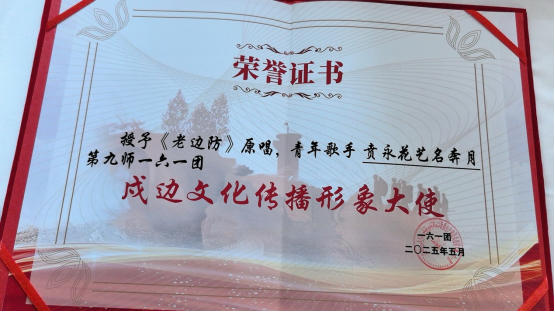 荣誉证书
授予《老边防》原唱，青年歌手 贲永花艺名奔月
第九师一六一团
戍边文化传播形象大使
一六一团
二〇二五年五月